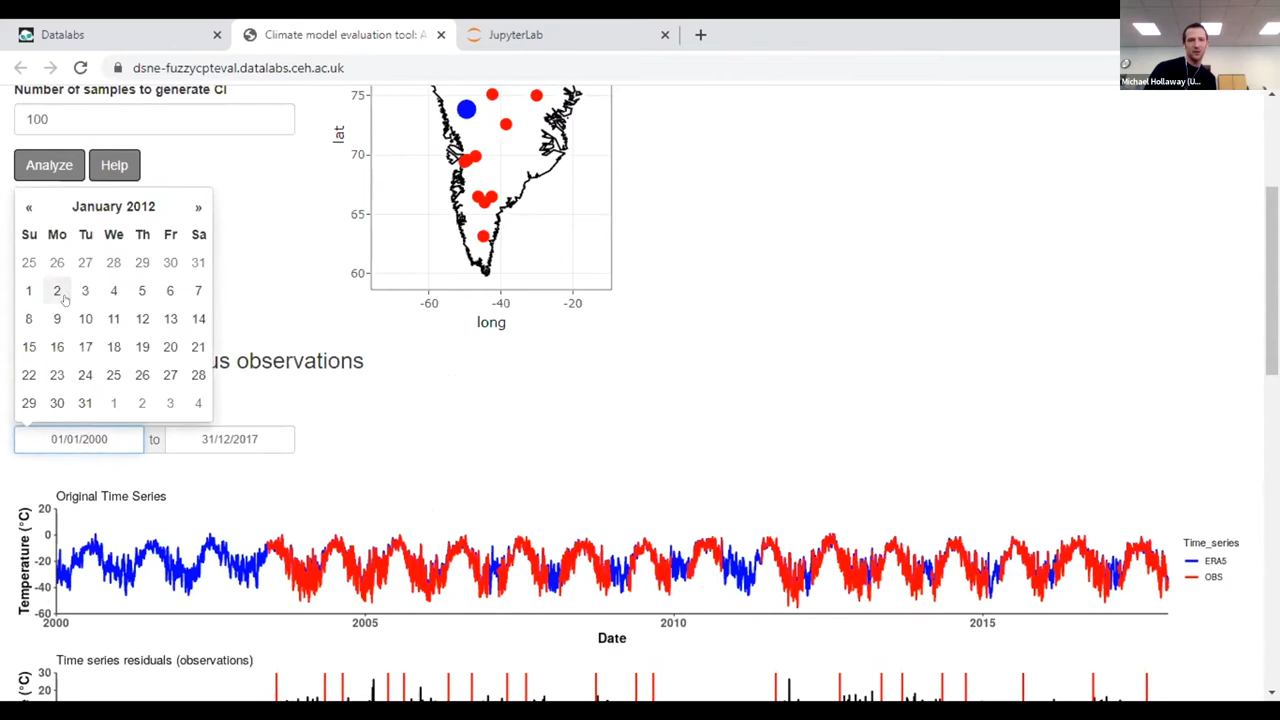 Datalabs
Climate model evaluation tool: A
JupyterLab
dsne-fuzzycpteval.datalabs.ceh.ac.uk
Michael Hollaway (U...
Number of samples to generate CI
100
Analyze
Help
« January 2012 »
Su Mo Tu We Th Fr Sa
25 26 27 28 29 30 31
1 2 3 4 5 6 7
8 9 10 11 12 13 14
15 16 17 18 19 20 21
22 23 24 25 26 27 28
29 30 31 1 2 3 4
75
70
65
60
lat
-60 -40 -20
long
us observations
01/01/2000 to 31/12/2017
Original Time Series
20
0
-20
-40
-60
Temperature (°C)
2000 2005 2010 2015
Date
Time_series
ERA5
OBS
Time series residuals (observations)
30
20
(°C)